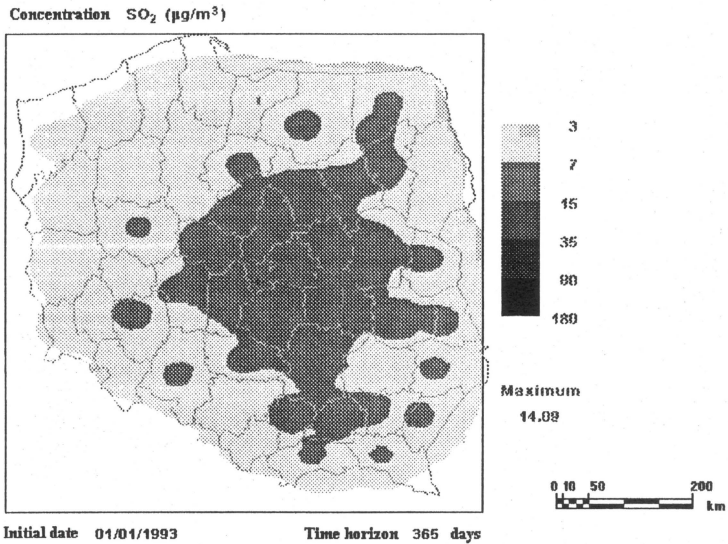 Concentration SO₂ (µg/m³)
3
7
15
35
80
180
Maximum
14.09
0 10 50 200
km
Initial date 01/01/1993 Time horizon 365 days